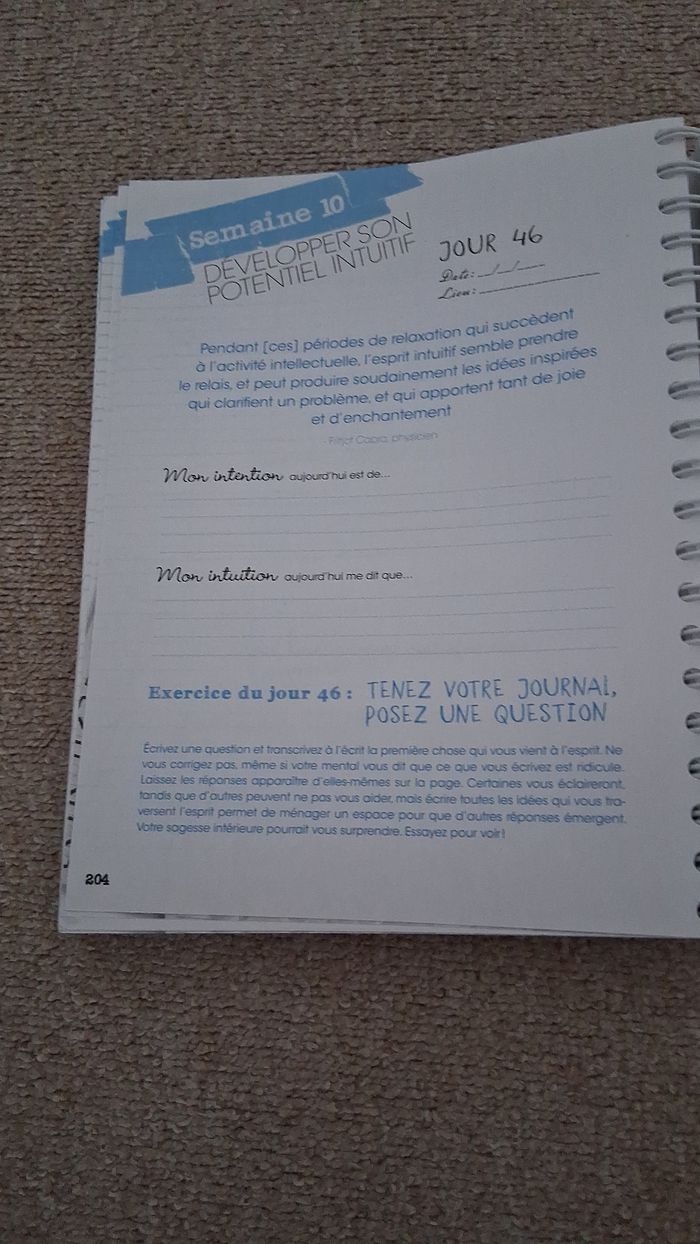 Semaine 10
DÉVELOPPER SON
POTENTIEL INTUITIF
JOUR 46
Date: __/__/____
Lieu: ____________
Pendant [ces] périodes de relaxation qui succèdent
à l'activité intellectuelle, l'esprit intuitif semble prendre
le relais, et peut produire soudainement les idées inspirées
qui clarifient un problème, et qui apportent tant de joie
et d'enchantement
- Fritjof Capra, physicien
Mon intention aujourd'hui est de...
Mon intuition aujourd'hui me dit que...
Exercice du jour 46 : TENEZ VOTRE JOURNAL,
POSEZ UNE QUESTION
Écrivez une question et transcrivez à l'écrit la première chose qui vous vient à l'esprit. Ne
vous corrigez pas, même si votre mental vous dit que ce que vous écrivez est ridicule.
Laissez les réponses apparaître d'elles-mêmes sur la page. Certaines vous éclaireront,
tandis que d'autres peuvent ne pas vous aider, mais écrire toutes les idées qui vous tra-
versent l'esprit permet de ménager un espace pour que d'autres réponses émergent.
Votre sagesse intérieure pourrait vous surprendre. Essayez pour voir !
204